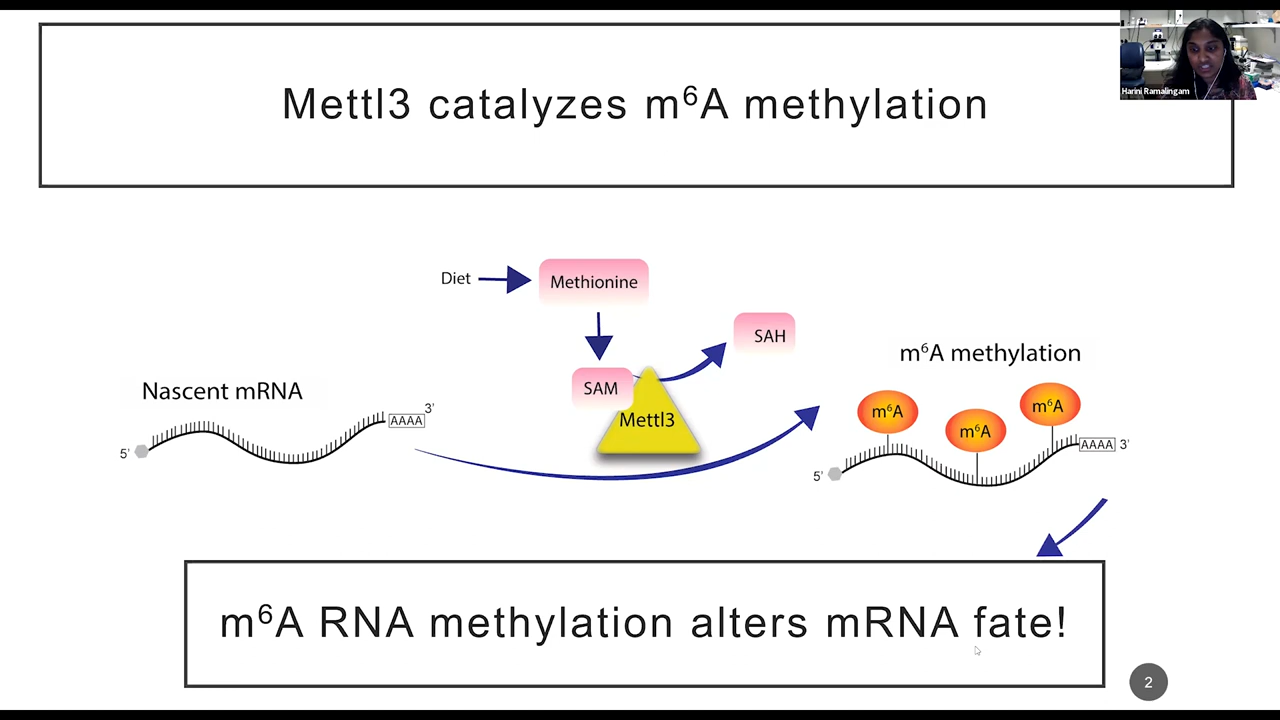 Mettl3 catalyzes m⁶A methylation
Harini Ramalingam
Diet
Methionine
SAH
SAM
Mettl3
Nascent mRNA
5'
AAAA
3'
m⁶A methylation
m⁶A
m⁶A
m⁶A
5'
AAAA
3'
m⁶A RNA methylation alters mRNA fate!
2